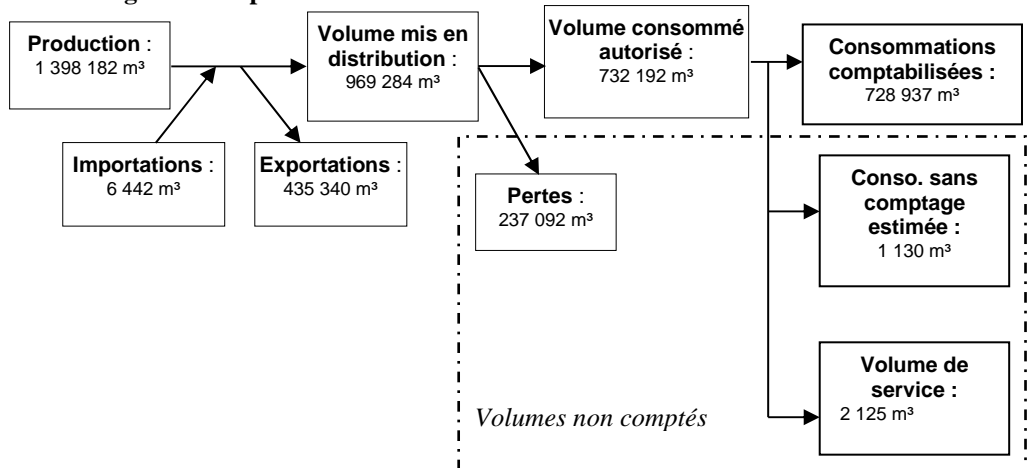 Production :
1 398 182 m³
Volume mis en
distribution :
969 284 m³
Volume consommé
autorisé :
732 192 m³
Consommations
comptabilisées :
728 937 m³
Importations :
6 442 m³
Exportations :
435 340 m³
Pertes :
237 092 m³
Conso. sans
comptage
estimée :
1 130 m³
Volume de
service :
2 125 m³
Volumes non comptés